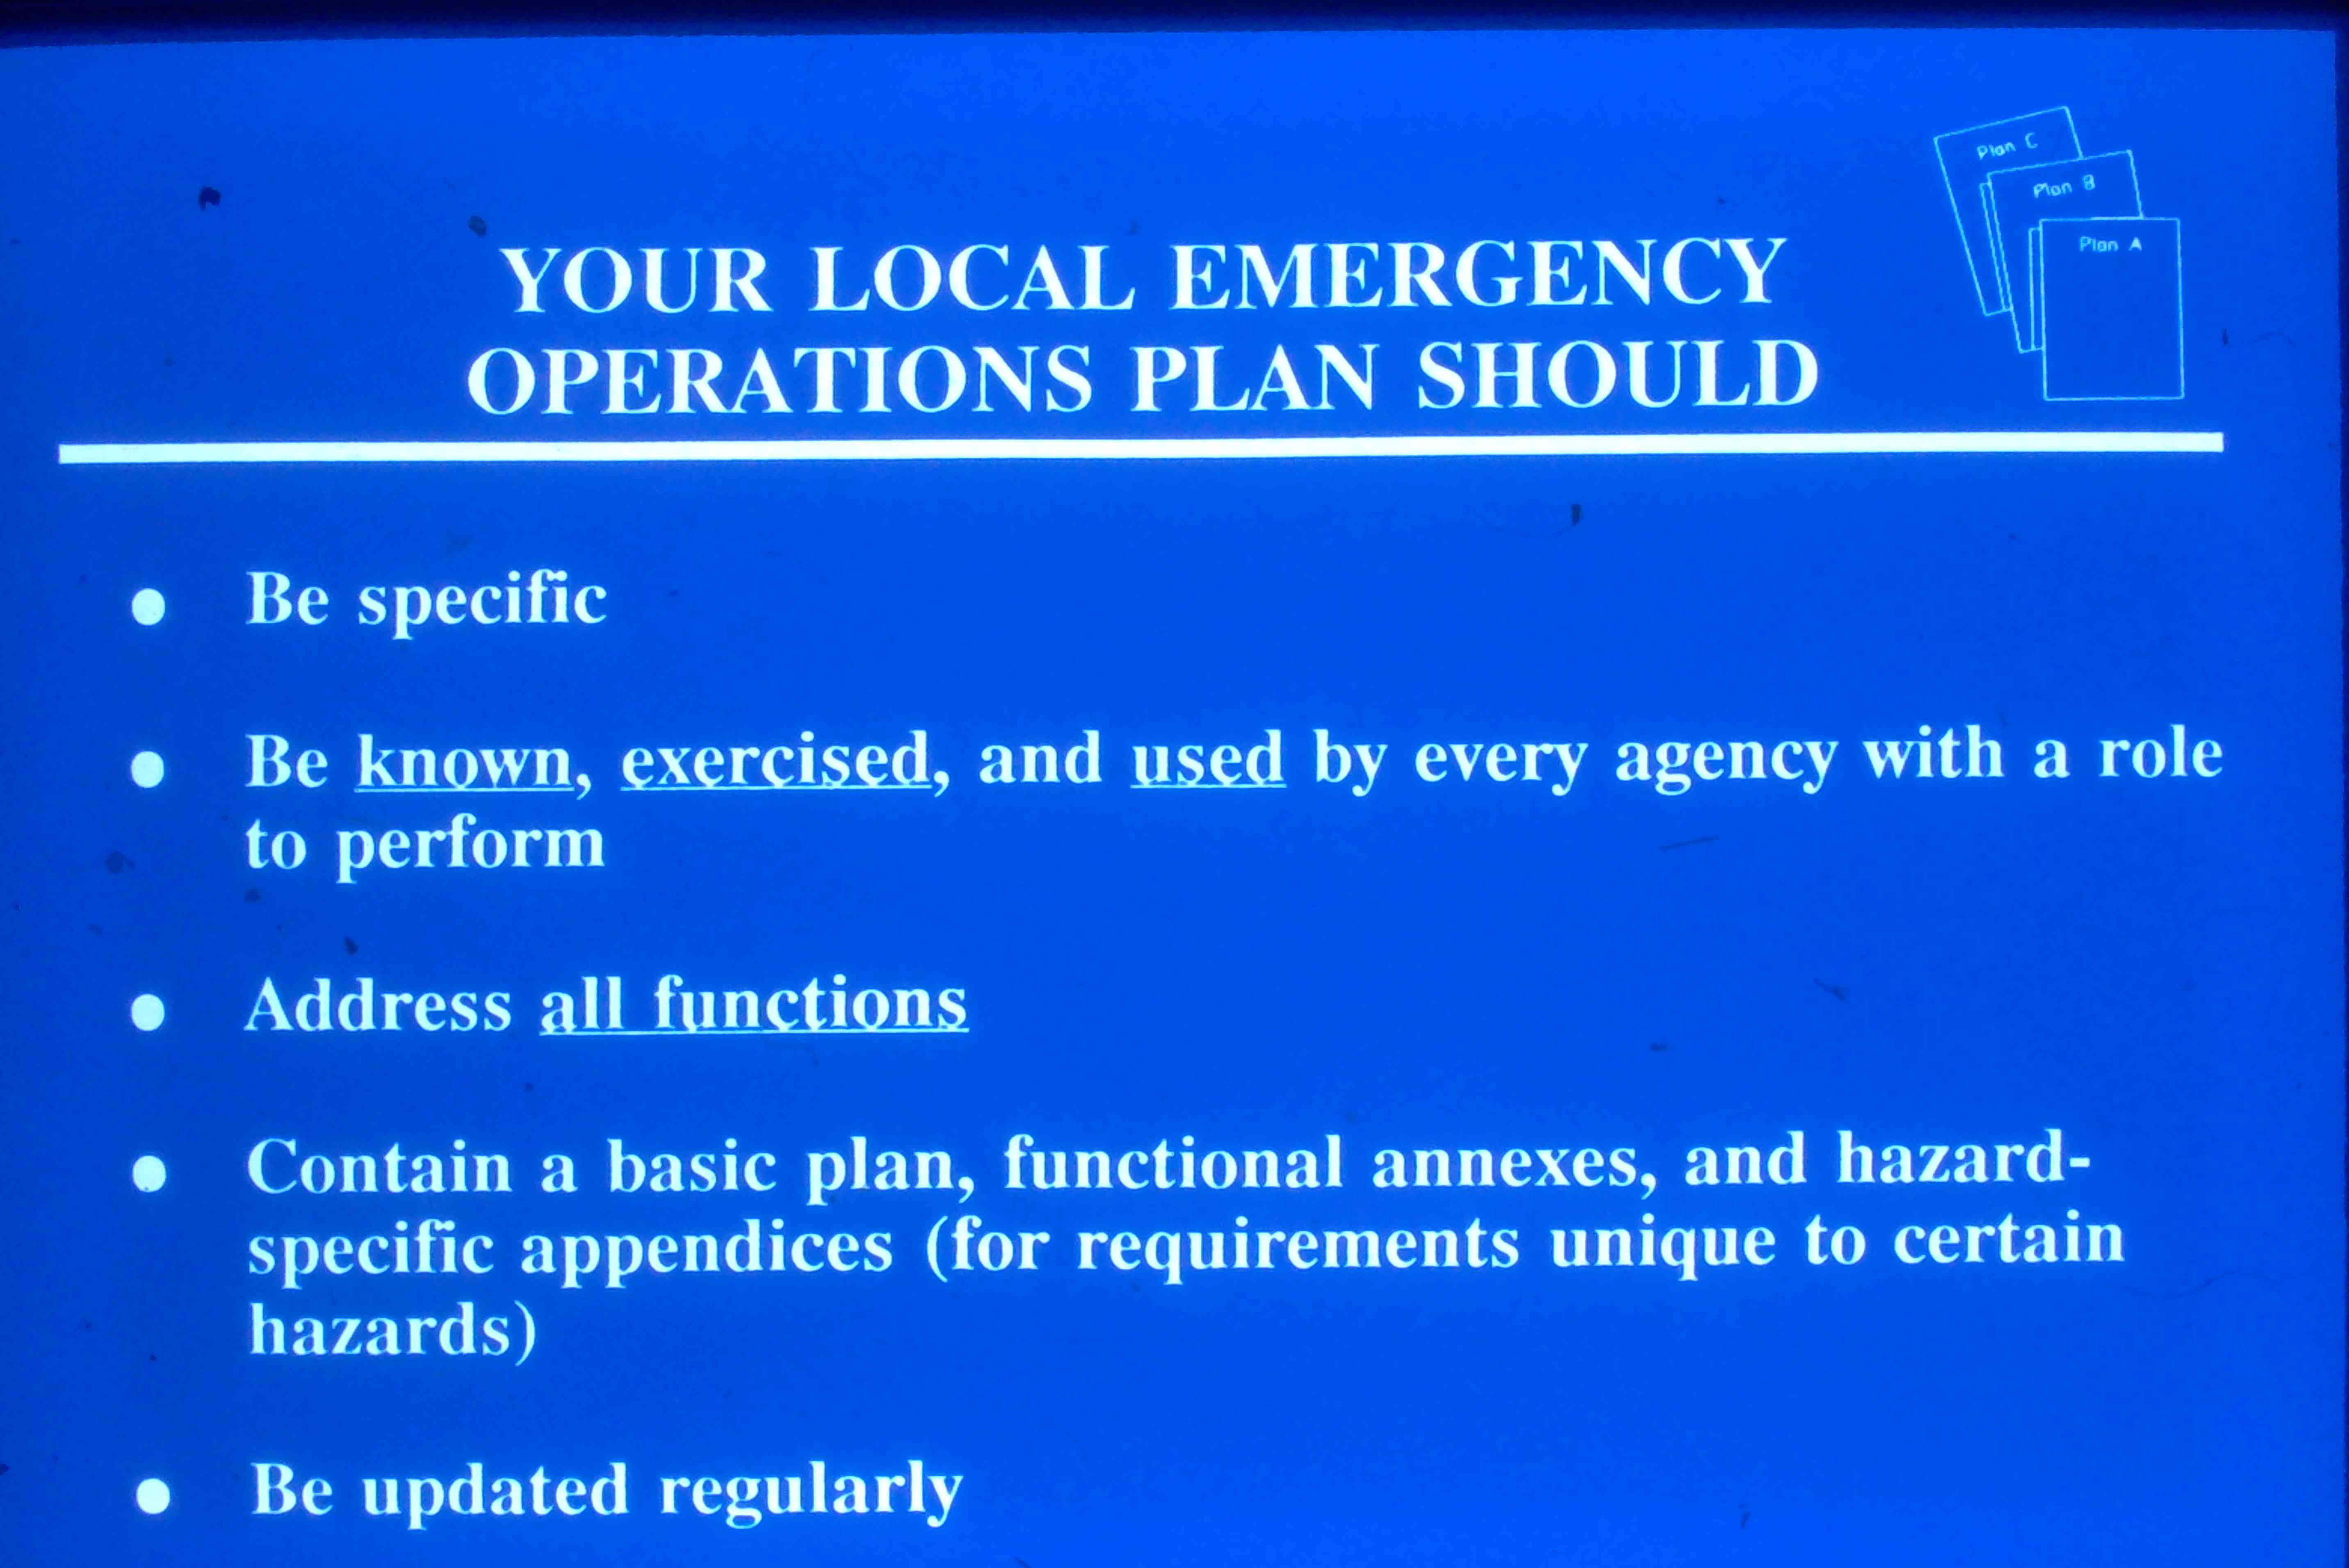 Plan C
Plan B
Plan A
YOUR LOCAL EMERGENCY
OPERATIONS PLAN SHOULD
● Be specific
● Be known, exercised, and used by every agency with a role
to perform
● Address all functions
● Contain a basic plan, functional annexes, and hazard-
specific appendices (for requirements unique to certain
hazards)
● Be updated regularly